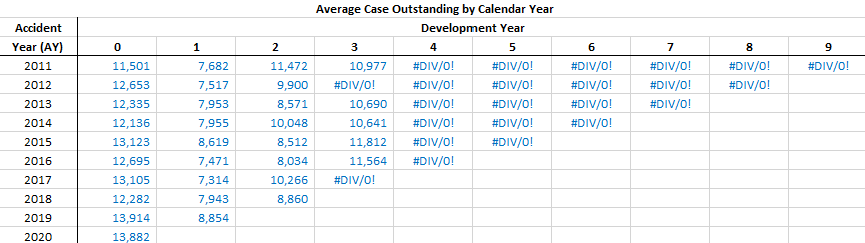 Average Case Outstanding by Calendar Year
Accident Development Year
Year (AY) 0 1 2 3 4 5 6 7 8 9
2011 11,501 7,682 11,472 10,977 #DIV/0! #DIV/0! #DIV/0! #DIV/0! #DIV/0! #DIV/0!
2012 12,653 7,517 9,900 #DIV/0! #DIV/0! #DIV/0! #DIV/0! #DIV/0! #DIV/0!
2013 12,335 7,953 8,571 10,690 #DIV/0! #DIV/0! #DIV/0! #DIV/0!
2014 12,136 7,955 10,048 10,641 #DIV/0! #DIV/0! #DIV/0!
2015 13,123 8,619 8,512 11,812 #DIV/0! #DIV/0!
2016 12,695 7,471 8,034 11,564 #DIV/0!
2017 13,105 7,314 10,266 #DIV/0!
2018 12,282 7,943 8,860
2019 13,914 8,854
2020 13,882